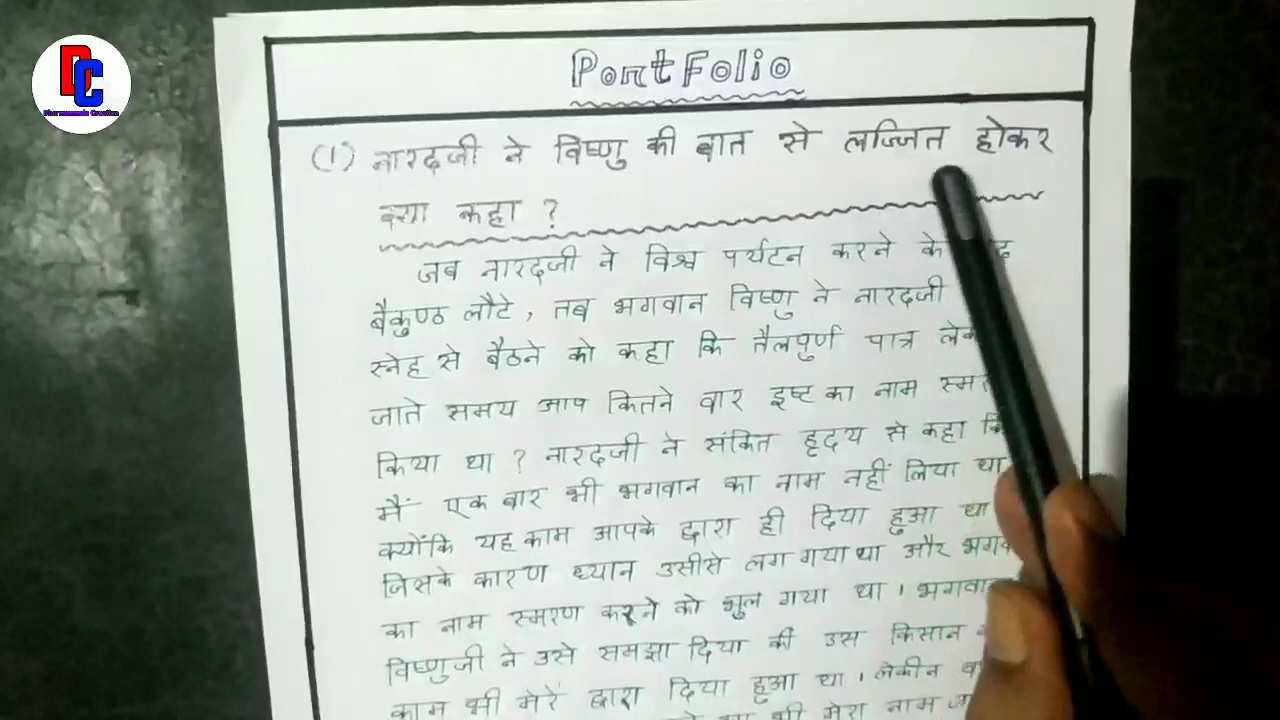 DC
PortFolio
(1) नारदजी ने विष्णु की बात से लज्जित होकर
क्या कहा ?
जब नारदजी ने विश्व पर्यटन करने के
बैकुण्ठ लौटे, तब भगवान विष्णु ने नारदजी
स्नेह से बैठने को कहा कि तैलपुर्ण पात्र
जाते समय आप कितने वार इष्ट का नाम
किया था ? नारदजी ने संकित हृदय से कहा
मैं एक बार भी भगवान का नाम नहीं लिया था
क्योंकि यह काम आपके द्वारा ही दिया हुआ था
जिसके कारण ध्यान उसीसे लग गया था और
का नाम स्मरण करने को भुल गया था । भगवान
विष्णुजी ने उसे समझा दिया की उस किसान
काम भी मेरें द्वारा दिया हुआ था । लेकीन
भी मेरा नाम